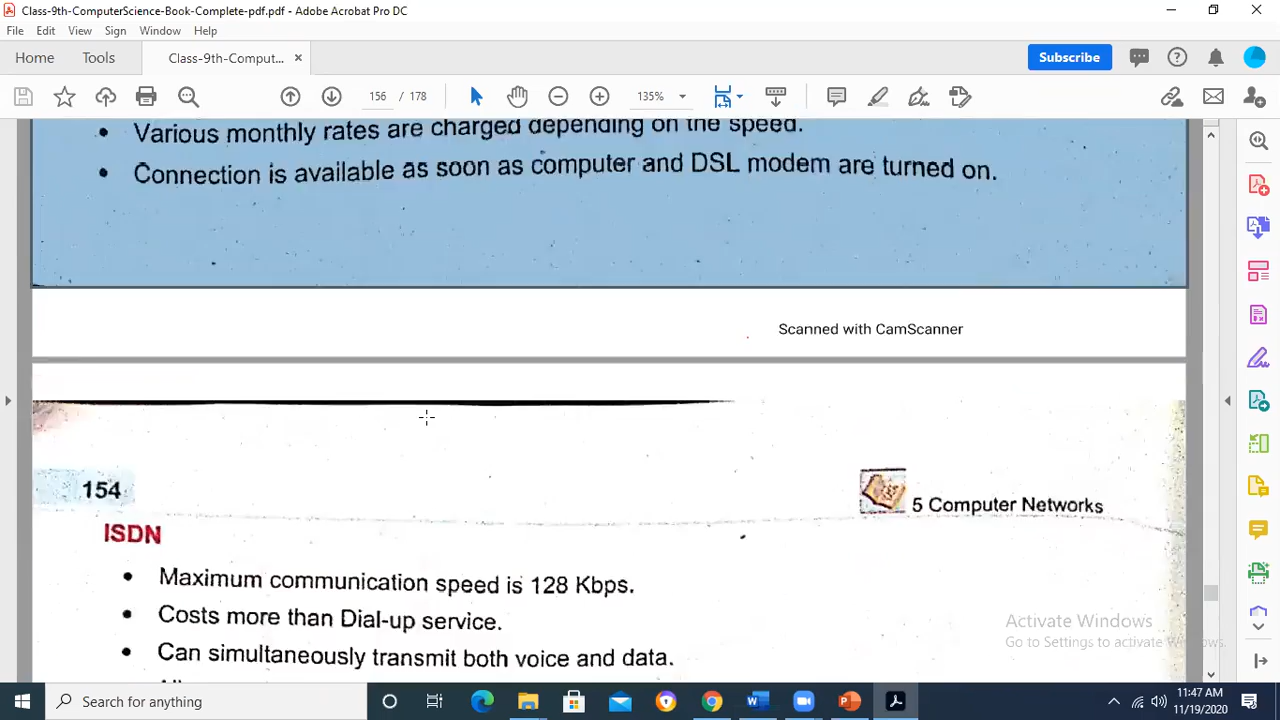 Class-9th-ComputerScience-Book-Complete-pdf.pdf - Adobe Acrobat Pro DC
File Edit View Sign Window Help
Home Tools Class-9th-Comput... Subscribe
156 / 178 135%
• Various monthly rates are charged depending on the speed.
• Connection is available as soon as computer and DSL modem are turned on.
Scanned with CamScanner
154
5 Computer Networks
ISDN
• Maximum communication speed is 128 Kbps.
• Costs more than Dial-up service.
• Can simultaneously transmit both voice and data.
Activate Windows
Go to Settings to activate Windows.
Search for anything
11:47 AM
11/19/2020